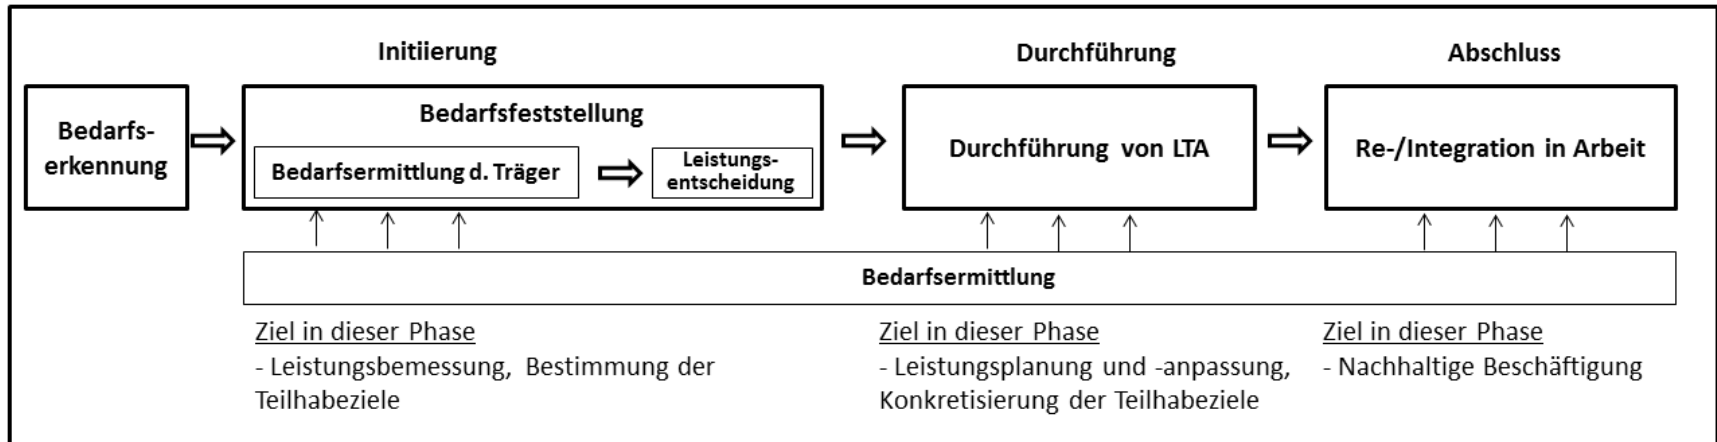 Initiierung
Durchführung
Abschluss
Bedarfs-
erkennung
Bedarfsfeststellung
Bedarfsermittlung d. Träger
Leistungs-
entscheidung
Durchführung von LTA
Re-/Integration in Arbeit
Bedarfsermittlung
Ziel in dieser Phase
- Leistungsbemessung, Bestimmung der
Teilhabeziele
Ziel in dieser Phase
- Leistungsplanung und -anpassung,
Konkretisierung der Teilhabeziele
Ziel in dieser Phase
- Nachhaltige Beschäftigung